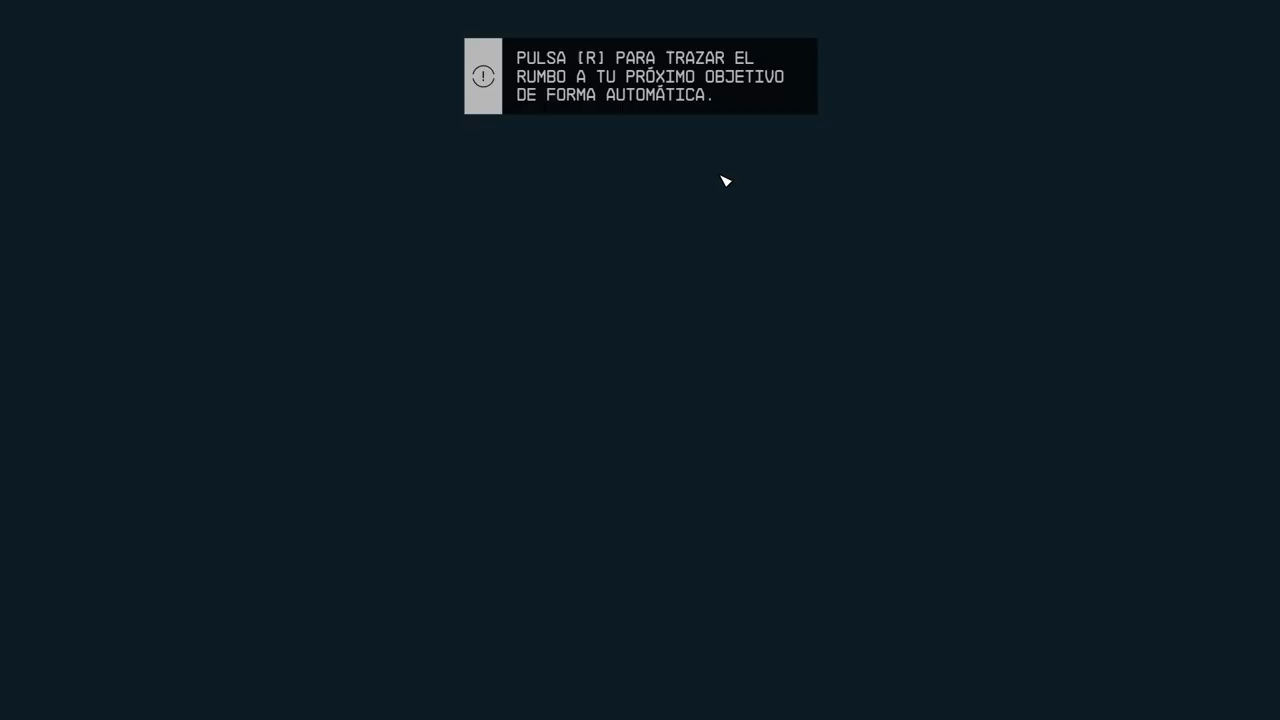 PULSA [R] PARA TRAZAR EL
RUMBO A TU PRÓXIMO OBJETIVO
DE FORMA AUTOMÁTICA.